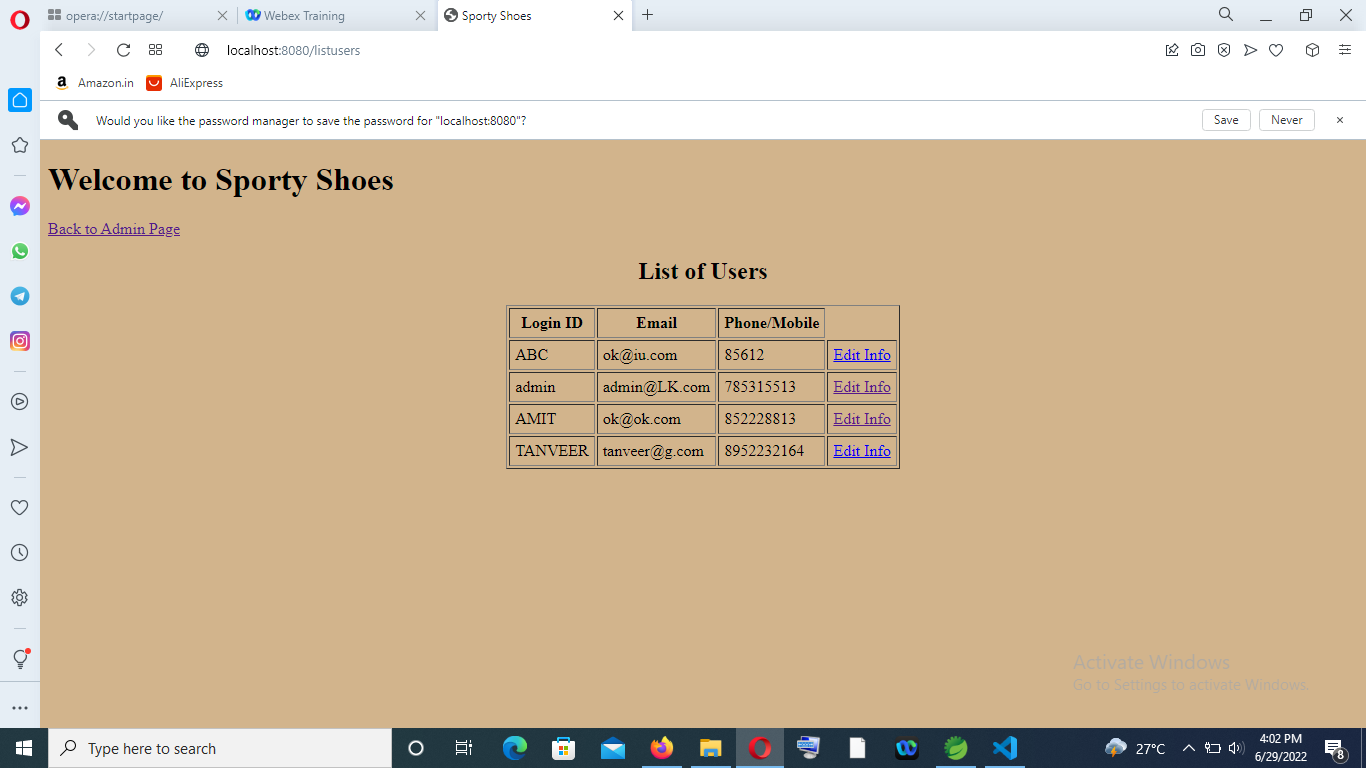 opera://startpage/
Webex Training
Sporty Shoes
localhost:8080/listusers
Amazon.in
AliExpress
Would you like the password manager to save the password for "localhost:8080"?
Save
Never
Welcome to Sporty Shoes
Back to Admin Page
List of Users
Login ID Email Phone/Mobile
ABC ok@iu.com 85612 Edit Info
admin admin@LK.com 785315513 Edit Info
AMIT ok@ok.com 852228813 Edit Info
TANVEER tanveer@g.com 8952232164 Edit Info
Activate Windows
Go to Settings to activate Windows.
Type here to search
27°C
4:02 PM
6/29/2022
8